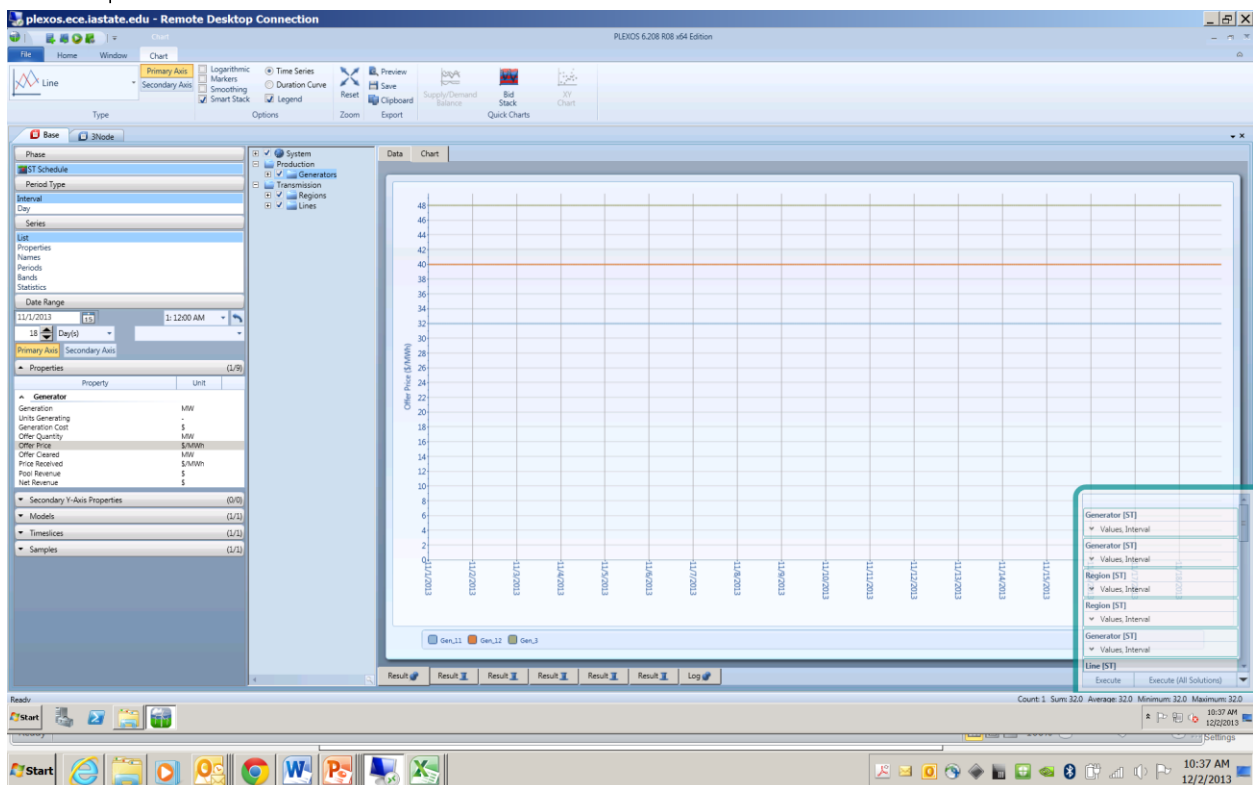 plexos.ece.iastate.edu - Remote Desktop Connection
Chart
PLEXOS 6.208 R08 x64 Edition
File Home Window Chart
Line
Primary Axis
Secondary Axis
Logarithmic
Markers
Smoothing
Smart Stack
Time Series
Duration Curve
Legend
Reset
Preview
Save
Clipboard
Supply/Demand Balance
Bid Stack
XY Chart
Type Options Zoom Export Quick Charts
Base 3Node
Phase
ST Schedule
Period Type
Interval
Day
Series
List
Properties
Names
Periods
Bands
Statistics
Date Range
11/1/2013 15 1: 12:00 AM
18 Day(s)
Primary Axis Secondary Axis
Properties (1/9)
Property Unit
Generator
Generation MW
Units Generating -
Generation Cost $
Offer Quantity MW
Offer Price $/MWh
Offer Cleared MW
Price Received $/MWh
Pool Revenue $
Net Revenue $
Secondary Y-Axis Properties (0/0)
Models (1/1)
Timeslices (1/1)
Samples (1/1)
System
Production
Generators
Transmission
Regions
Lines
Data Chart
48
46
44
42
40
38
36
34
32
30
28
26
24
22
20
18
16
14
12
10
8
6
4
2
0
Offer Price ($/MWh)
11/1/2013
11/2/2013
11/3/2013
11/4/2013
11/5/2013
11/6/2013
11/7/2013
11/8/2013
11/9/2013
11/10/2013
11/11/2013
11/12/2013
11/13/2013
11/14/2013
11/15/2013
Gen_11 Gen_12 Gen_3
Generator [ST]
Values, Interval
Generator [ST]
Values, Interval
Region [ST]
Values, Interval
Region [ST]
Values, Interval
Generator [ST]
Values, Interval
Line [ST]
Execute Execute (All Solutions)
Result Result Result Result Result Result Log
Ready
Count: 1 Sum: 32.0 Average: 32.0 Minimum: 32.0 Maximum: 32.0
Start
10:37 AM
12/2/2013
Settings
Start
10:37 AM
12/2/2013